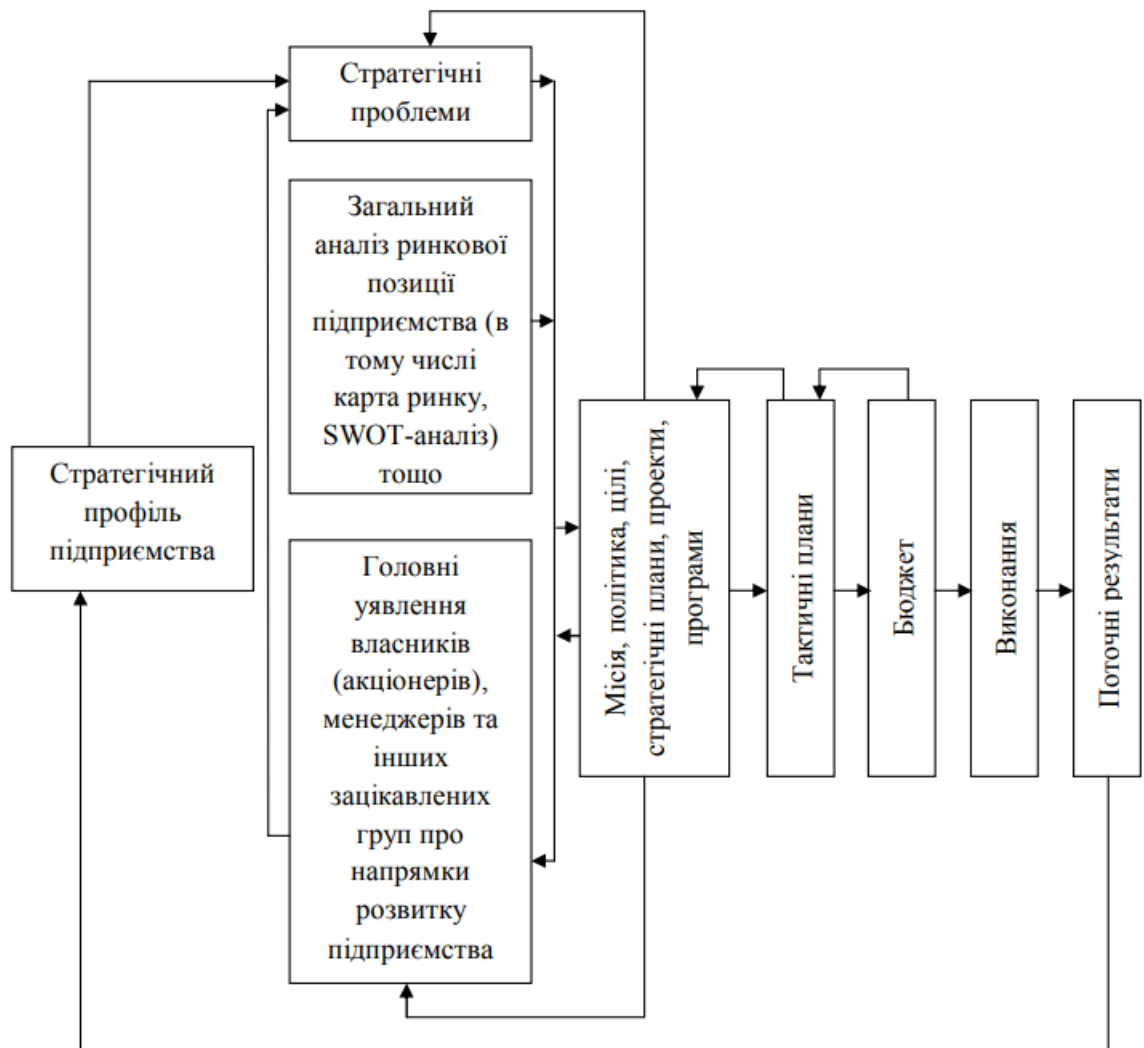 Стратегічні
проблеми
Загальний
аналіз ринкової
позиції
підприємства (в
тому числі
карта ринку,
SWOT-аналіз)
тощо
Стратегічний
профіль
підприємства
Головні
уявлення
власників
(акціонерів),
менеджерів та
інших
зацікавлених
груп про
напрямки
розвитку
підприємства
Місія, політика, цілі,
стратегічні плани, проекти,
програми
Тактичні плани
Бюджет
Виконання
Поточні результати